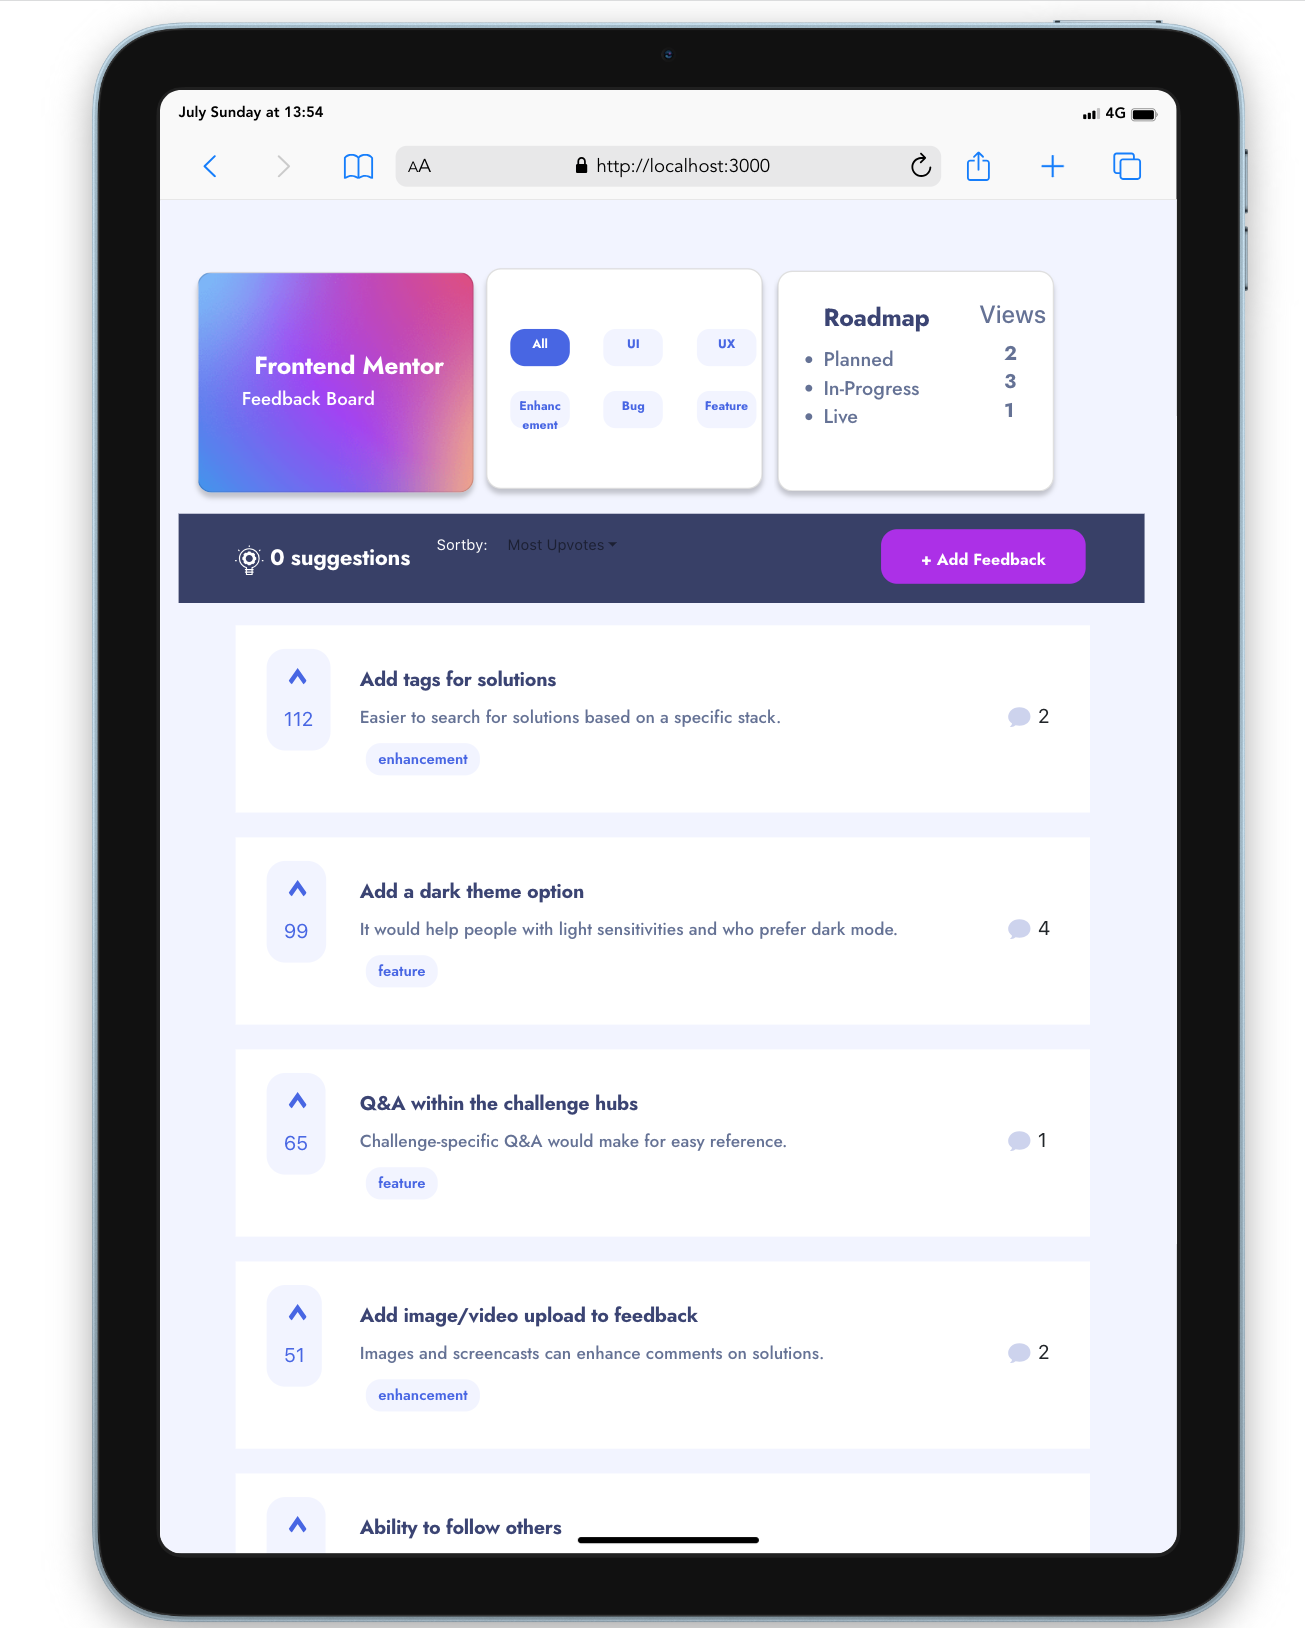 July Sunday at 13:54
4G
AA
http://localhost:3000
Frontend Mentor
Feedback Board
All
UI
UX
Enhanc
ement
Bug
Feature
Roadmap
Views
• Planned
2
• In-Progress
3
• Live
1
0 suggestions
Sortby:
Most Upvotes
+ Add Feedback
112
Add tags for solutions
Easier to search for solutions based on a specific stack.
enhancement
2
99
Add a dark theme option
It would help people with light sensitivities and who prefer dark mode.
feature
4
65
Q&A within the challenge hubs
Challenge-specific Q&A would make for easy reference.
feature
1
51
Add image/video upload to feedback
Images and screencasts can enhance comments on solutions.
enhancement
2
Ability to follow others